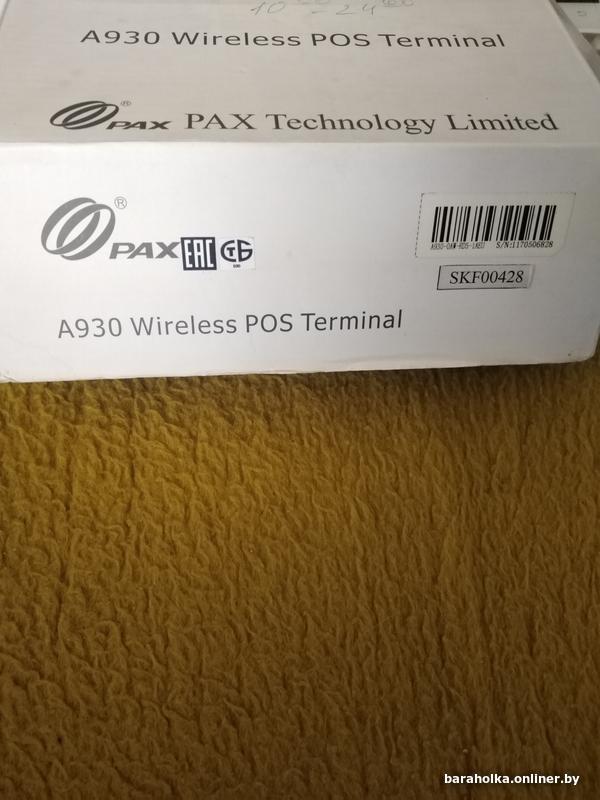 A930 Wireless POS Terminal
® PAX PAX Technology Limited
® PAX EAC СТБ
S/N:1170506828
SKF00428
A930 Wireless POS Terminal
baraholka.onliner.by